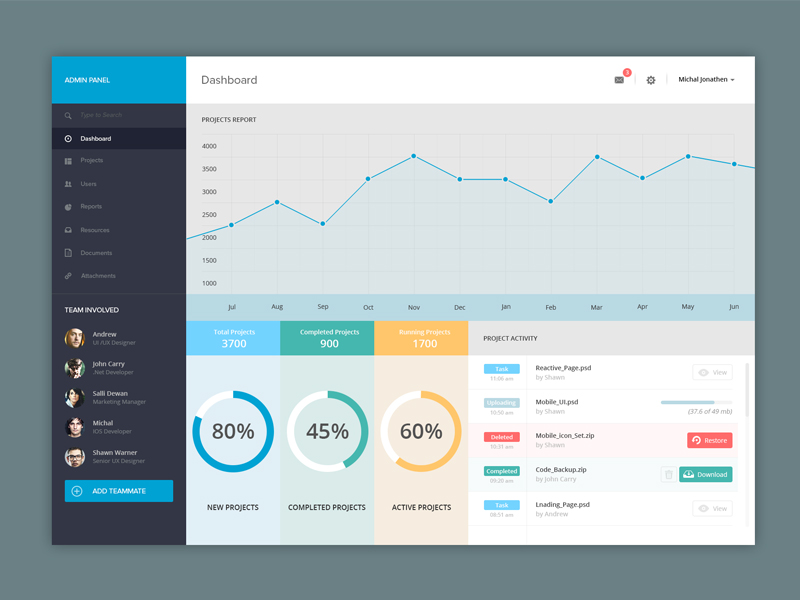 ADMIN PANEL
Type to Search
Dashboard
Projects
Users
Reports
Resources
Documents
Attachments
TEAM INVOLVED
Andrew
UI /UX Designer
John Carry
.Net Developer
Salli Dewan
Marketing Manager
Michal
IOS Developer
Shawn Warner
Senior UX Designer
ADD TEAMMATE
Dashboard
3
Michal Jonathen
PROJECTS REPORT
4000
3500
3000
2500
2000
1500
1000
Jul Aug Sep Oct Nov Dec Jan Feb Mar Apr May Jun
Total Projects
3700
Completed Projects
900
Running Projects
1700
80%
45%
60%
NEW PROJECTS
COMPLETED PROJECTS
ACTIVE PROJECTS
PROJECT ACTIVITY
Task
11:06 am
Reactive_Page.psd
by Shawn
View
Uploading
10:50 am
Mobile_UI.psd
by Shawn
(37.6 of 49 mb)
Deleted
10:31 am
Mobile_Icon_Set.zip
by Shawn
Restore
Completed
09:20 am
Code_Backup.zip
by John Carry
Download
Task
08:51 am
Lnading_Page.psd
by Andrew
View